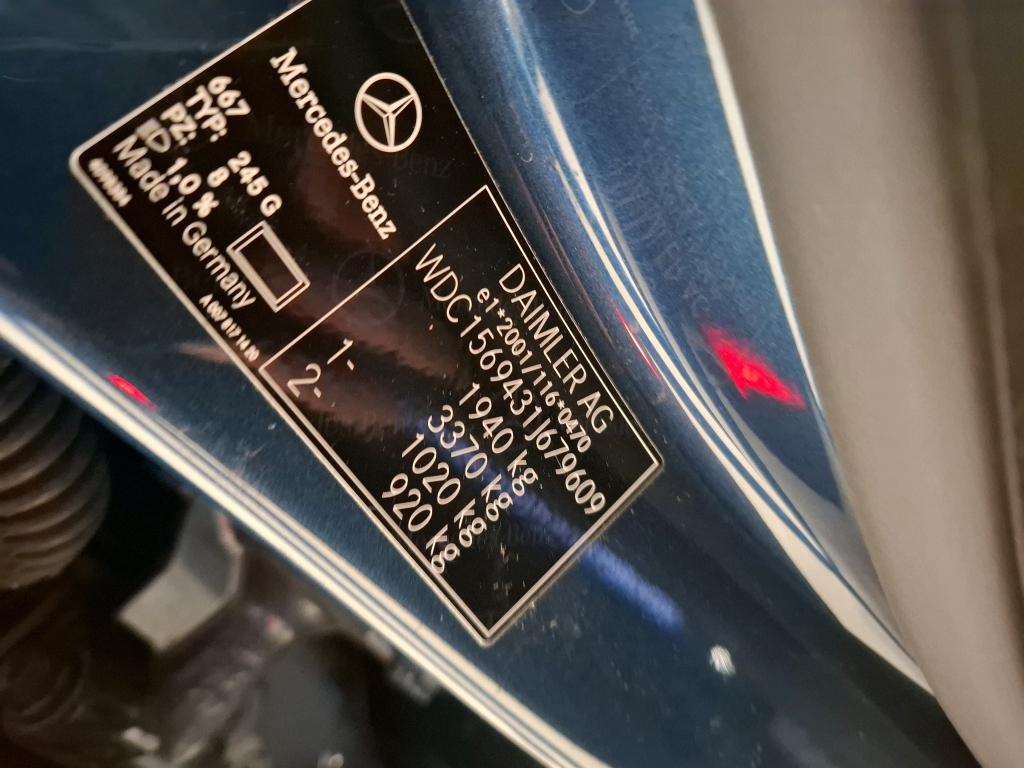 Mercedes-Benz
DAIMLER AG
e1*2001/116*0470
WDC1569431J679609
1940 kg
3370 kg
1- 1020 kg
2- 920 kg
667
TYP: 245 G
PZ: 8
1,0 %
Made in Germany